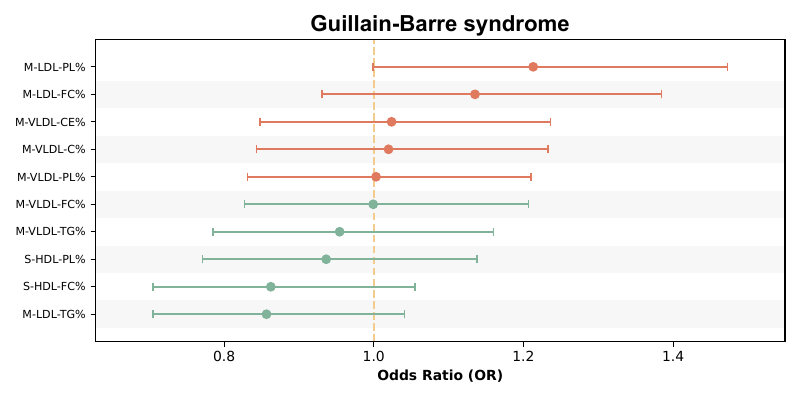 Guillain-Barre syndrome
M-LDL-PL%
M-LDL-FC%
M-VLDL-CE%
M-VLDL-C%
M-VLDL-PL%
M-VLDL-FC%
M-VLDL-TG%
S-HDL-PL%
S-HDL-FC%
M-LDL-TG%
0.8 1.0 1.2 1.4
Odds Ratio (OR)